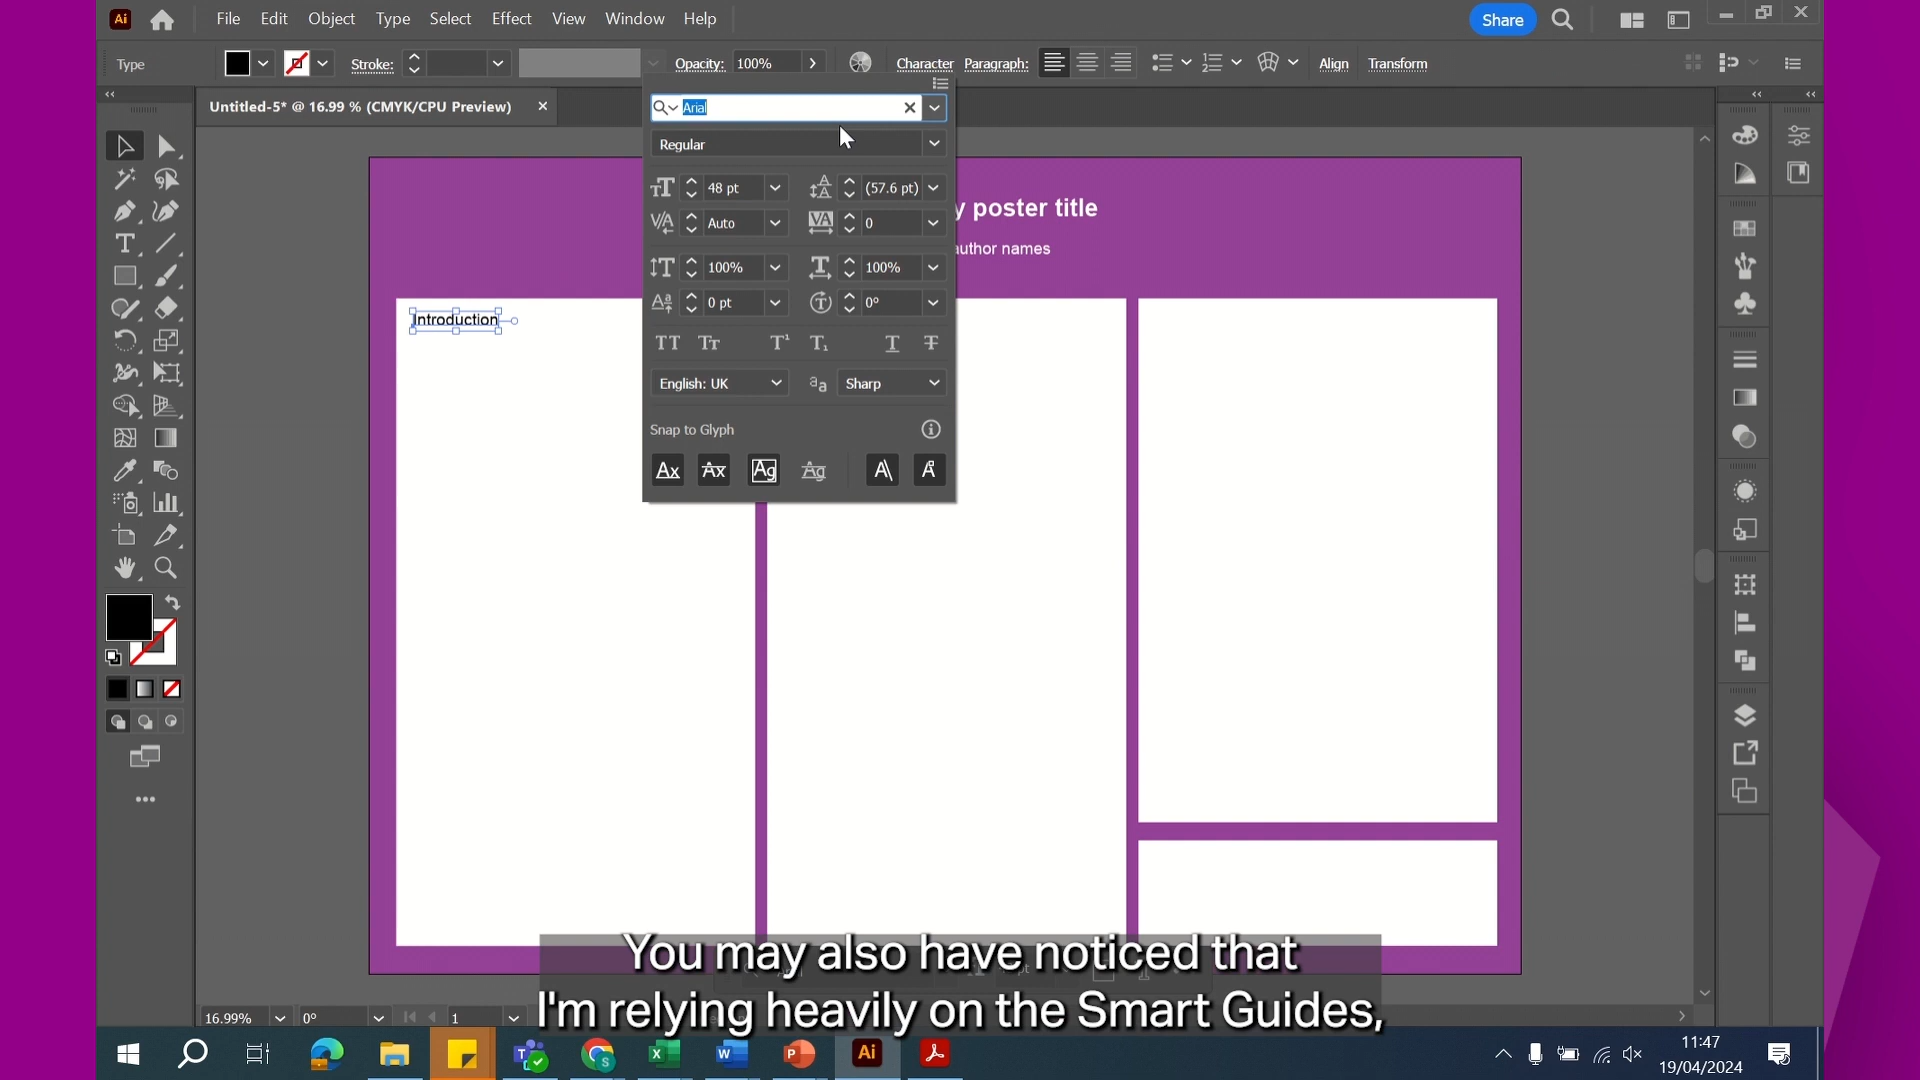 Ai File Edit Object Type Select Effect View Window Help Share
Type Stroke: Opacity: 100% Character Paragraph: Align Transform
Untitled-5* @ 16.99 % (CMYK/CPU Preview)
Arial
Regular
48 pt (57.6 pt)
Auto 0
100% 100%
0 pt 0°
English: UK Sharp
Snap to Glyph
y poster title
author names
Introduction
You may also have noticed that
I'm relying heavily on the Smart Guides,
16.99% 0° 1
11:47
19/04/2024